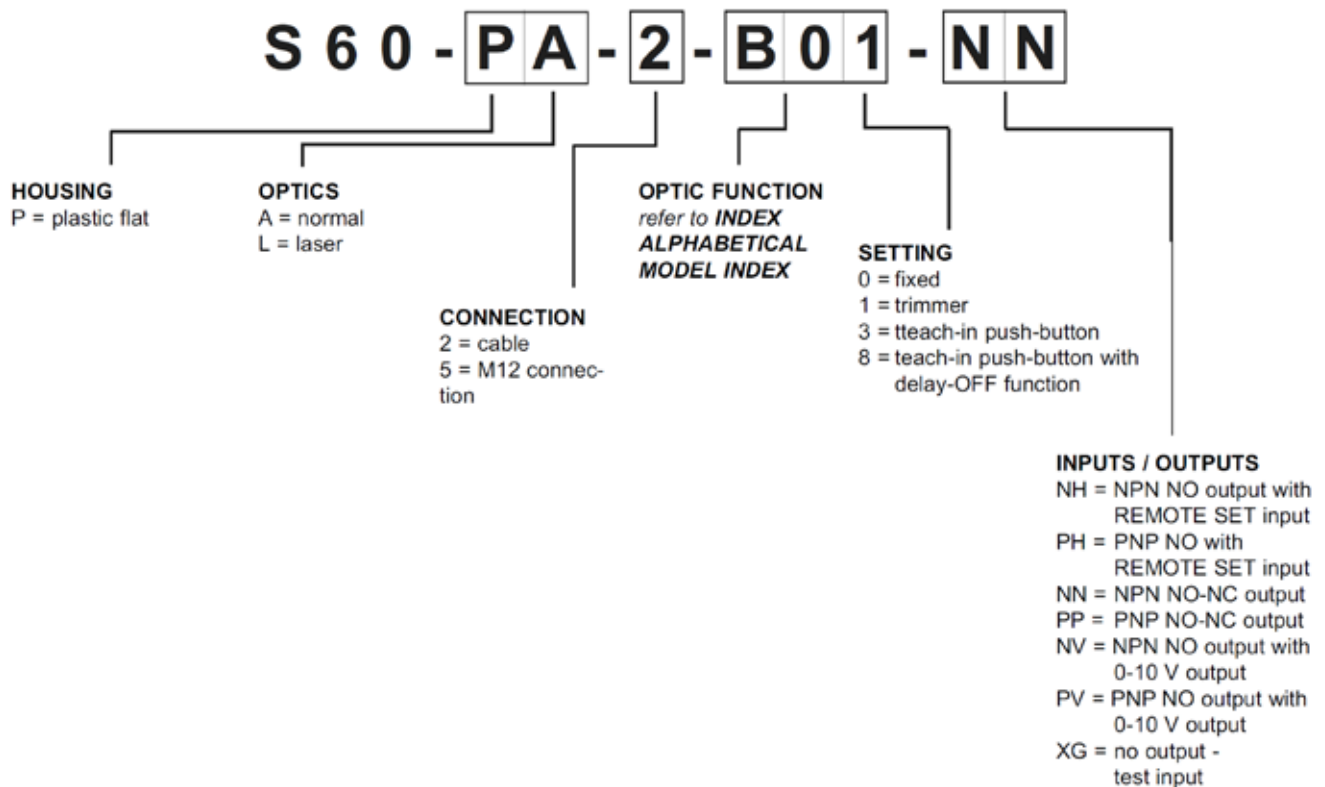 S60-PA-2-B01-NN
HOUSING
P = plastic flat
OPTICS
A = normal
L = laser
CONNECTION
2 = cable
5 = M12 connec-
tion
OPTIC FUNCTION
refer to INDEX
ALPHABETICAL
MODEL INDEX
SETTING
0 = fixed
1 = trimmer
3 = tteach-in push-button
8 = teach-in push-button with
delay-OFF function
INPUTS / OUTPUTS
NH = NPN NO output with
REMOTE SET input
PH = PNP NO with
REMOTE SET input
NN = NPN NO-NC output
PP = PNP NO-NC output
NV = NPN NO output with
0-10 V output
PV = PNP NO output with
0-10 V output
XG = no output -
test input